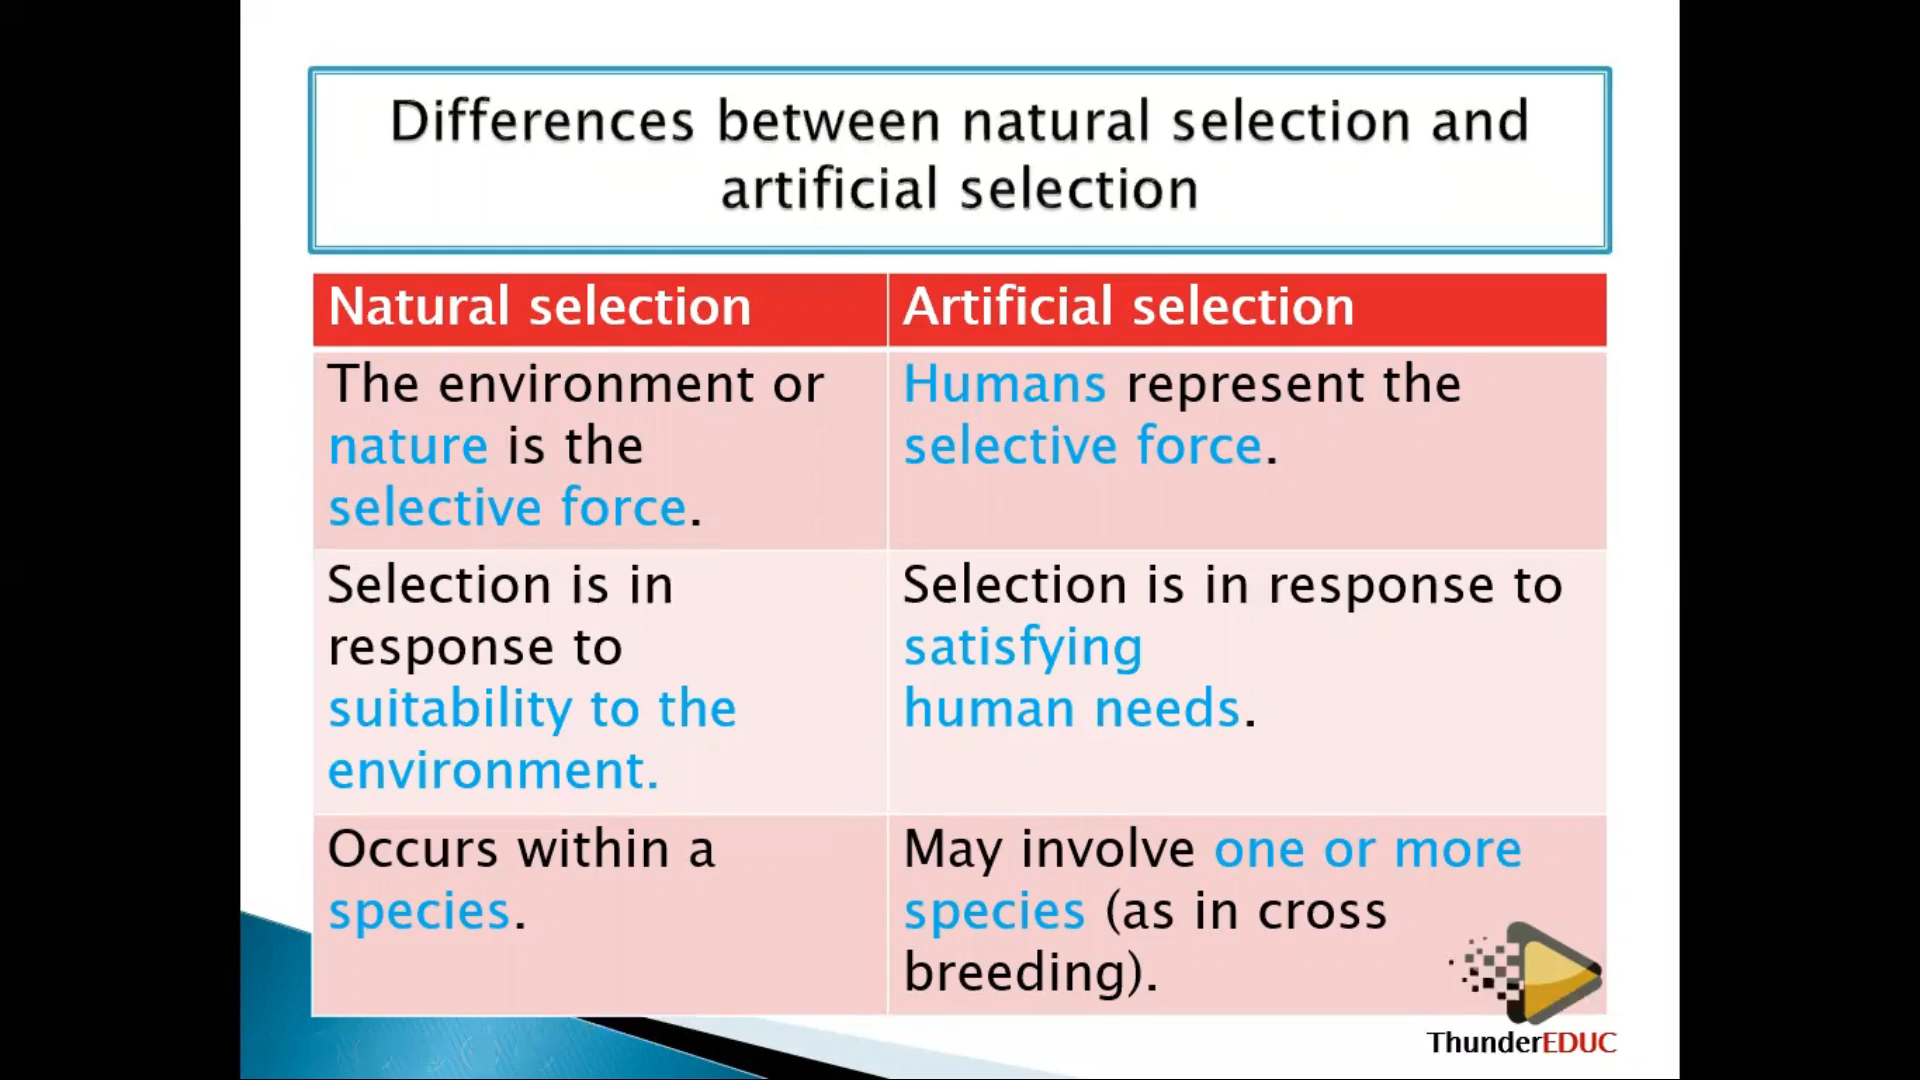 Differences between natural selection and
artificial selection
Natural selection
Artificial selection
The environment or
nature is the
selective force.
Humans represent the
selective force.
Selection is in
response to
suitability to the
environment.
Selection is in response to
satisfying
human needs.
Occurs within a
species.
May involve one or more
species (as in cross
breeding).
ThunderEDUC